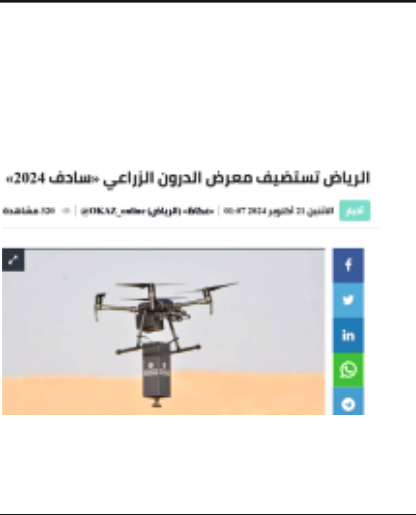 الرياض تستضيف معرض الدرون الزراعي «سادف 2024»
أخبار الاثنين 21 أكتوبر 2024 01:07 | «عكاظ» (الرياض) OKAZ_online@ | 320 مشاهدة
f
in